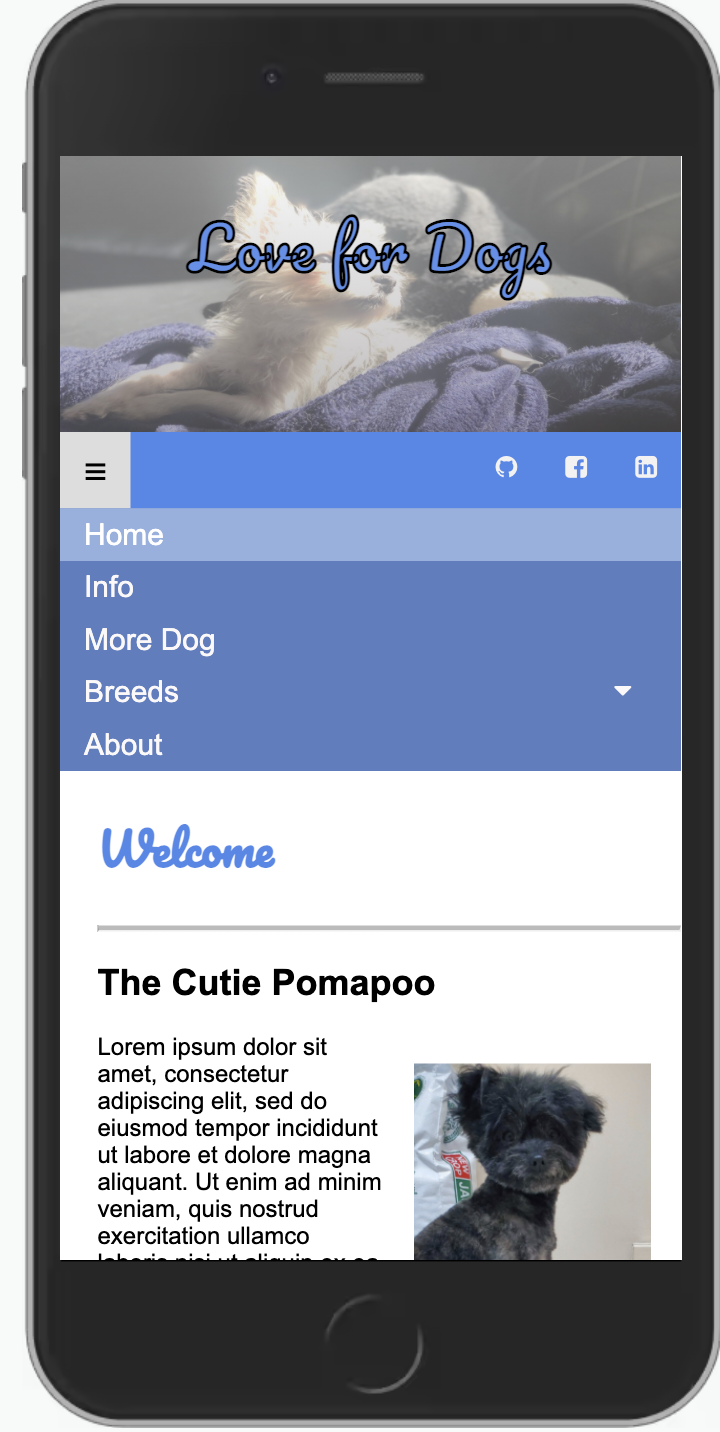 Love for Dogs
Home
Info
More Dog
Breeds
About
Welcome
The Cutie Pomapoo
Lorem ipsum dolor sit
amet, consectetur
adipiscing elit, sed do
eiusmod tempor incididunt
ut labore et dolore magna
aliquant. Ut enim ad minim
veniam, quis nostrud
exercitation ullamco